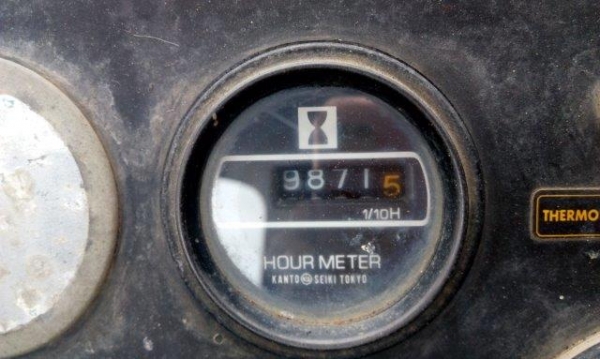 98715
1/10H
HOUR METER
KANTO SEIKI TOKYO
THERMO